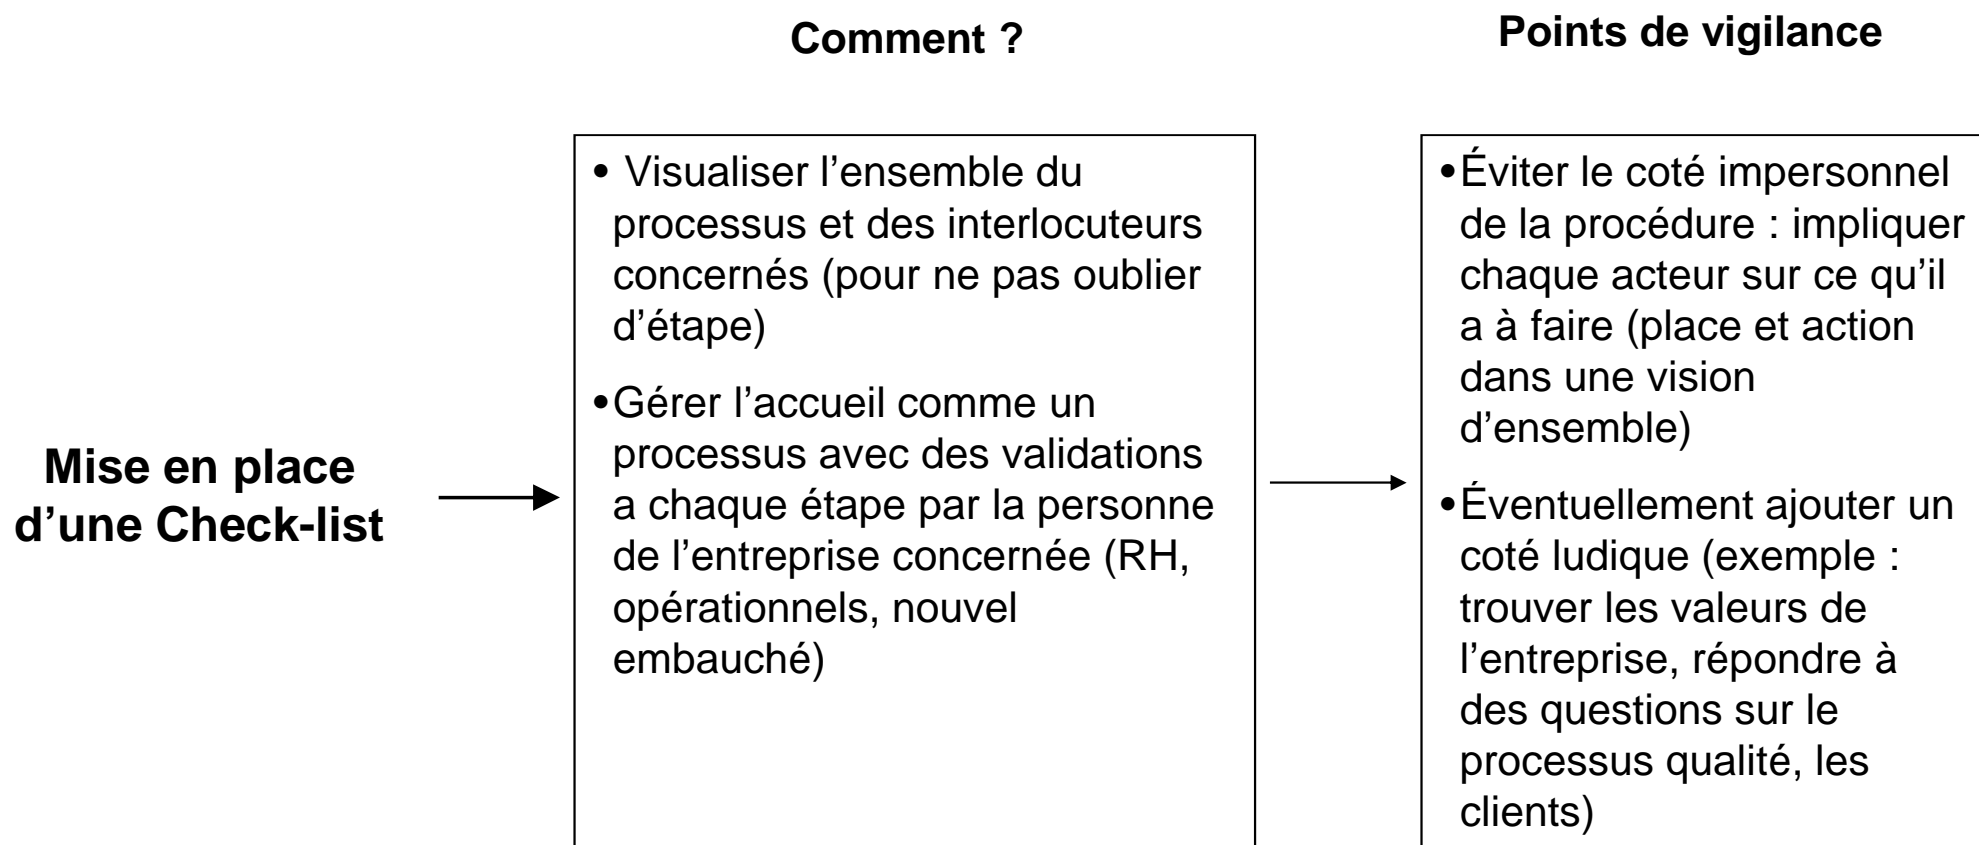 Comment ?
Points de vigilance
Mise en place
d’une Check-list
• Visualiser l’ensemble du
processus et des interlocuteurs
concernés (pour ne pas oublier
d’étape)
•Gérer l’accueil comme un
processus avec des validations
a chaque étape par la personne
de l’entreprise concernée (RH,
opérationnels, nouvel
embauché)
•Éviter le coté impersonnel
de la procédure : impliquer
chaque acteur sur ce qu’il
a à faire (place et action
dans une vision
d’ensemble)
•Éventuellement ajouter un
coté ludique (exemple :
trouver les valeurs de
l’entreprise, répondre à
des questions sur le
processus qualité, les
clients)